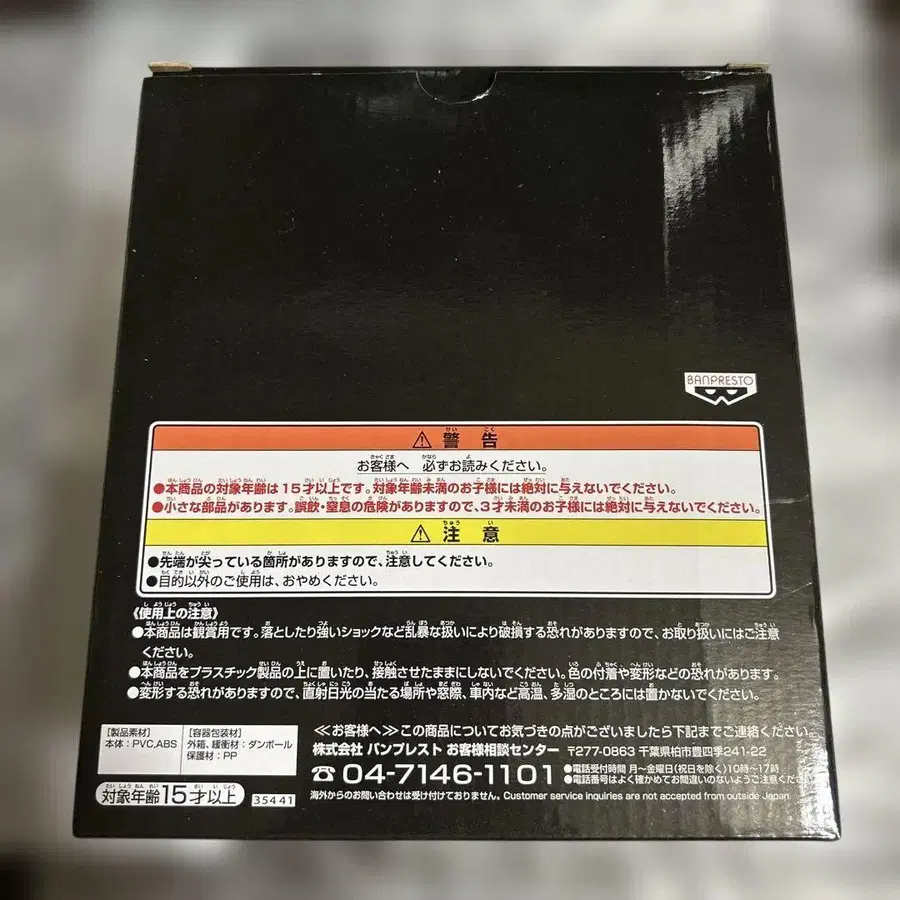 BANPRESTO
警告
お客様へ 必ずお読みください。
●本商品の対象年齢は15才以上です。対象年齢未満のお子様には絶対に与えないでください。
●小さな部品があります。誤飲・窒息の危険がありますので、3才未満のお子様には絶対に与えないでください。
注意
●先端が尖っている箇所がありますので、注意してください。
●目的以外のご使用は、おやめください。
《使用上の注意》
●本商品は観賞用です。落としたり強いショックなど乱暴な扱いにより破損する恐れがありますので、お取り扱いにはご注意
ください。
●本商品をプラスチック製品の上に置いたり、接触させたままにしないでください。色の付着や変形などの恐れがあります。
●変形する恐れがありますので、直射日光の当たる場所や窓際、車内など高温、多湿のところには置かないでください。
[製品素材]
本体：PVC,ABS
[容器包装材]
外箱、緩衝材：ダンボール
保護材：PP
対象年齢15才以上
35441
≪お客様へ≫この商品についてお気づきの点がございましたら下記までご連絡ください
株式会社 バンプレスト お客様相談センター 〒277-0863 千葉県柏市豊四季241-22
☎04-7146-1101
●電話受付時間 月〜金曜日(祝日を除く)10時〜17時
●電話番号はよく確かめてお間違いのないようご注意くださ
海外からのお問い合わせは受け付けておりません。Customer service inquiries are not accepted from outside Japan.